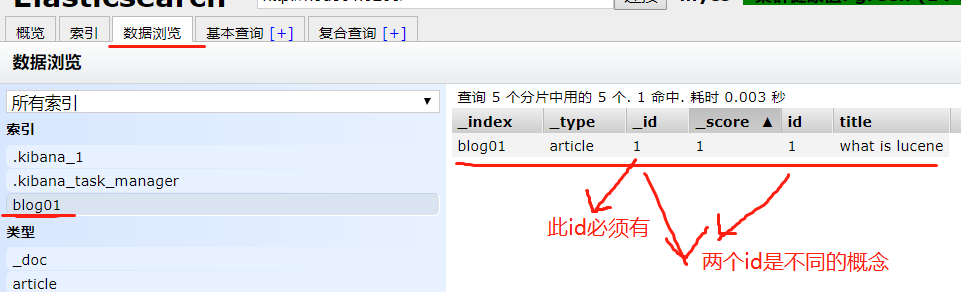 Elasticsearch
连接
概览 索引 数据浏览 基本查询 [+] 复合查询 [+]
数据浏览
所有索引
索引
.kibana_1
.kibana_task_manager
blog01
类型
_doc
article
查询 5 个分片中用的 5 个. 1 命中. 耗时 0.003 秒
_index _type _id _score ▲ id title
blog01 article 1 1 1 what is lucene
此id必须有
两个id是不同的概念